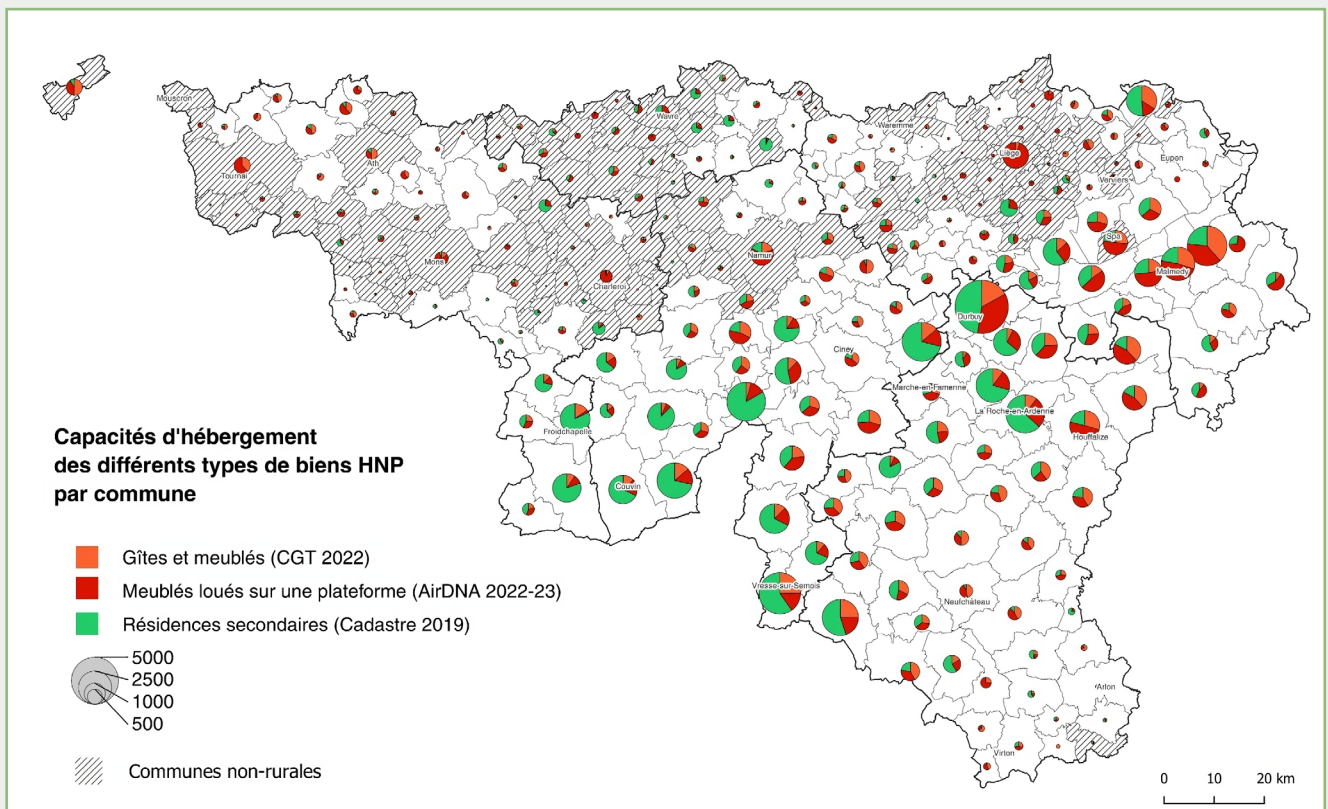 Mouscron
Tournai
Ath
Mons
Charleroi
Wavre
Namur
Waremme
Liège
Verviers
Eupen
Spa
Malmedy
Durbuy
Ciney
Marche-en-Famenne
La Roche-en-Ardenne
Houffalize
Froidchapelle
Couvin
Vresse-sur-Semois
Neufchâteau
Arlon
Virton
Capacités d'hébergement
des différents types de biens HNP
par commune
Gîtes et meublés (CGT 2022)
Meublés loués sur une plateforme (AirDNA 2022-23)
Résidences secondaires (Cadastre 2019)
5000
2500
1000
500
Communes non-rurales
0 10 20 km